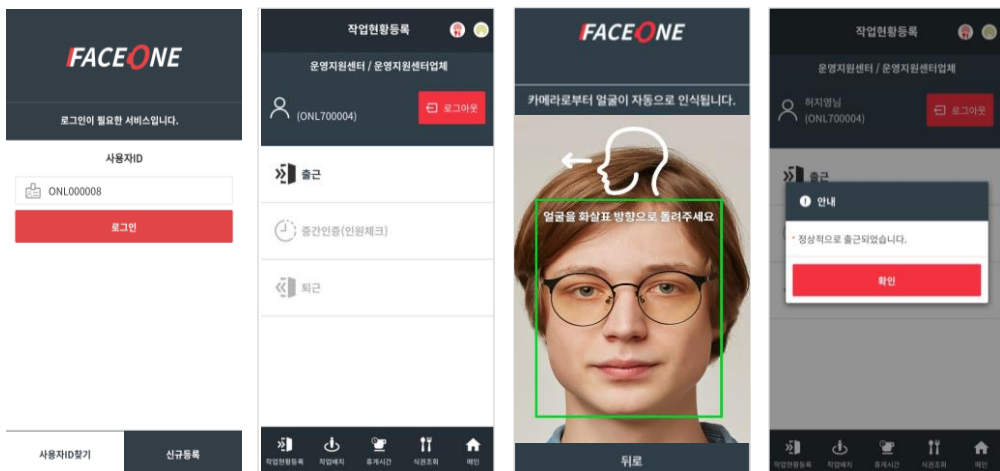 FACEONE
로그인이 필요한 서비스입니다.
사용자ID
ONL000008
로그인
사용자ID찾기
신규등록
작업현황등록
운영지원센터 / 운영지원센터업체
(ONL700004)
로그아웃
출근
중간인증(인원체크)
퇴근
작업현황등록
작업배치
휴게시간
식권조회
메인
FACEONE
카메라로부터 얼굴이 자동으로 인식됩니다.
얼굴을 화살표 방향으로 돌려주세요
뒤로
작업현황등록
운영지원센터 / 운영지원센터업체
허지영님
(ONL700004)
로그아웃
출근
안내
* 정상적으로 출근되었습니다.
확인
작업현황등록
작업배치
휴게시간
식권조회
메인